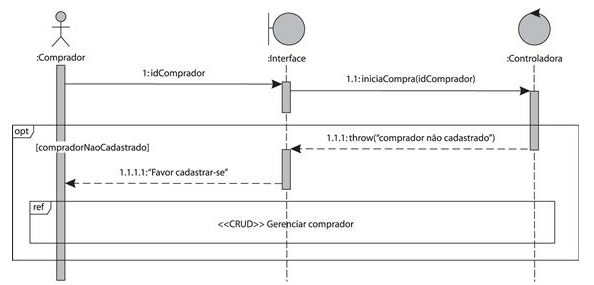 :Comprador
:Interface
:Controladora
1:idComprador
1.1:iniciaCompra(idComprador)
opt
1.1.1:throw("comprador não cadastrado")
[compradorNaoCadastrado]
1.1.1.1:"Favor cadastrar-se"
ref
<<CRUD>> Gerenciar comprador